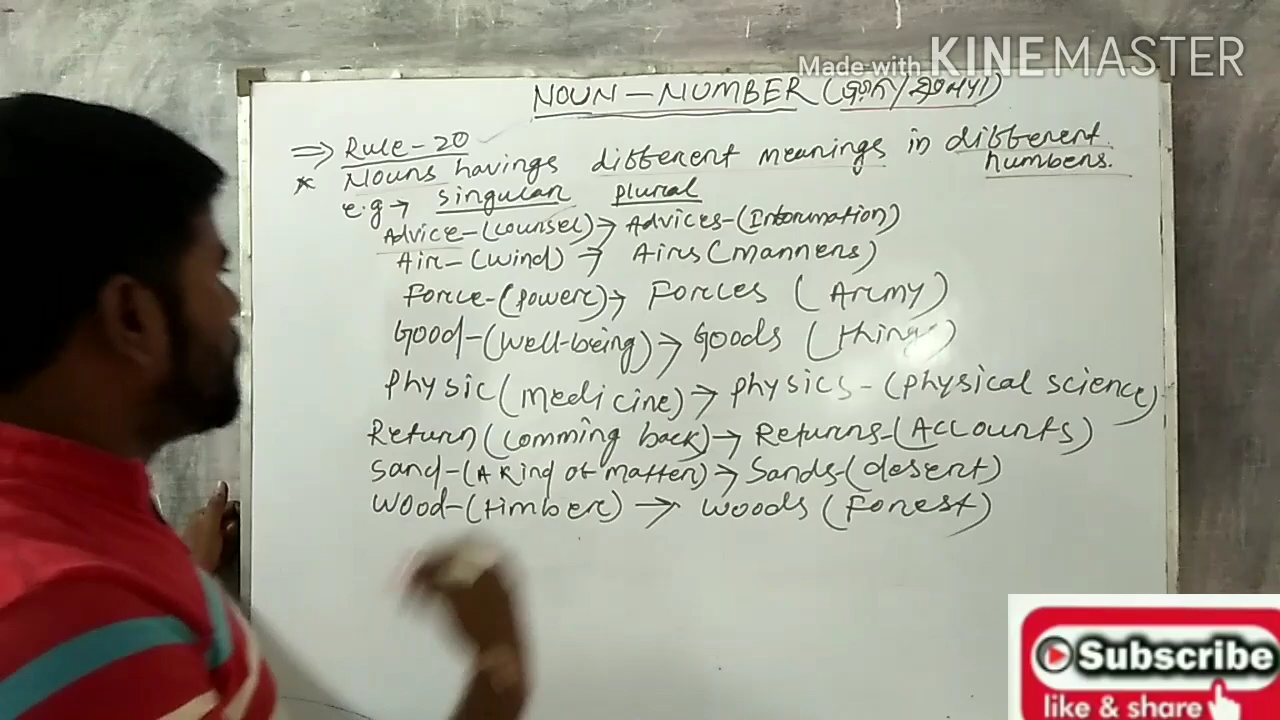 Made with KINEMASTER
NOUN - NUMBER (
⇒ Rule-20
* Nouns havings different meanings in different numbers.
e.g → singular plural
Advice-(counsel) → Advices-(Information)
Air-(wind) → Airs (manners)
Force-(power) → Forces (Army)
Good-(well-being) → Goods (things)
Physic (medicine) → physics-(physical science)
Return (comming back) → Returns-(Accounts)
Sand-(A kind of matter) → Sands (desert)
Wood-(timber) → woods (Forest)
Subscribe
like & share